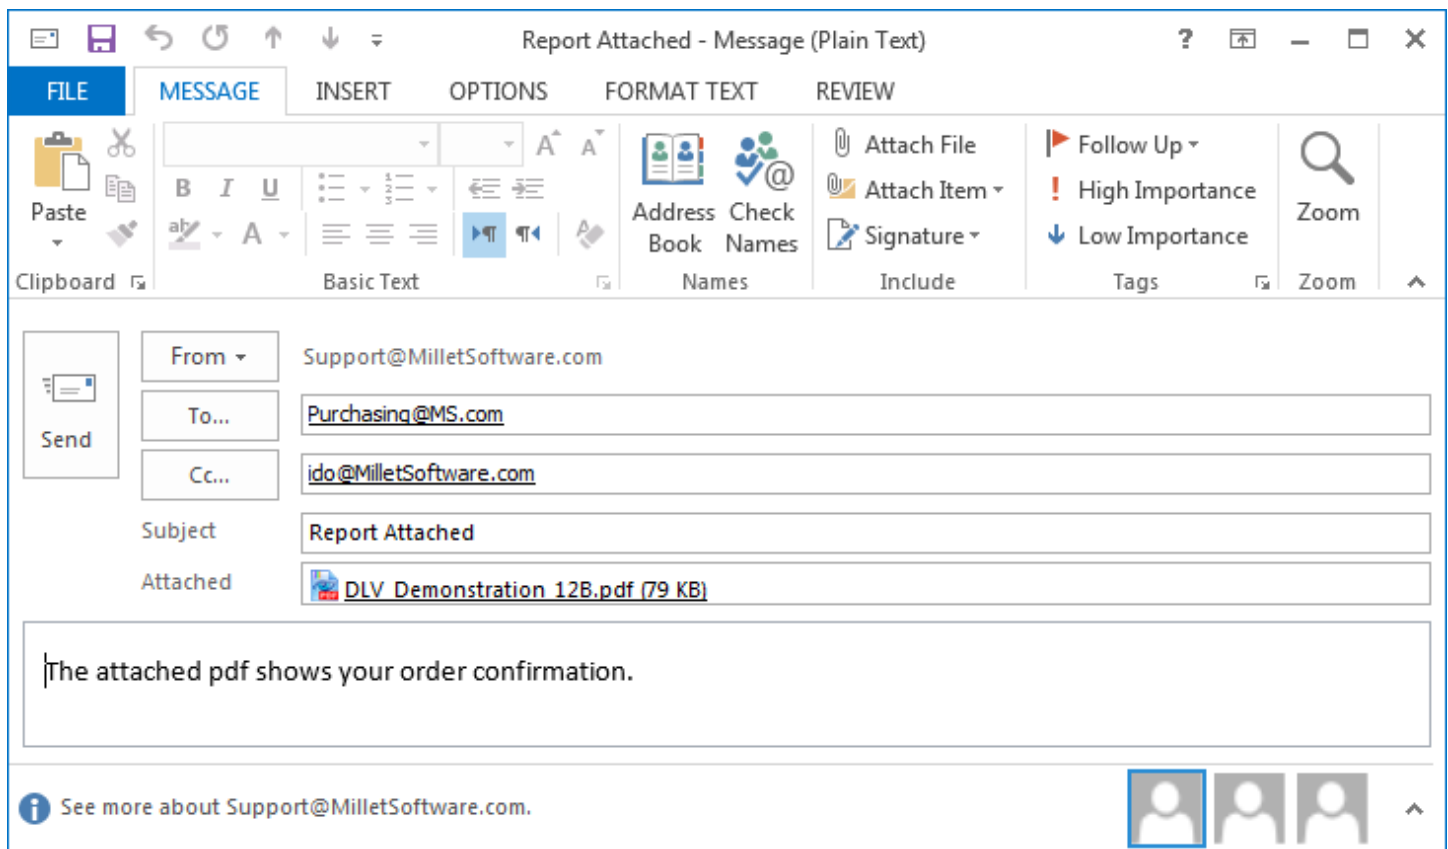 Report Attached - Message (Plain Text) ?
FILE MESSAGE INSERT OPTIONS FORMAT TEXT REVIEW
Paste
Clipboard
B I U
A A
ab A
Basic Text
Address Book
Check Names
Names
Attach File
Attach Item
Signature
Include
Follow Up
High Importance
Low Importance
Tags
Zoom
Zoom
Send
From Support@MilletSoftware.com
To... Purchasing@MS.com
Cc... ido@MilletSoftware.com
Subject Report Attached
Attached DLV_Demonstration_12B.pdf (79 KB)
The attached pdf shows your order confirmation.
See more about Support@MilletSoftware.com.